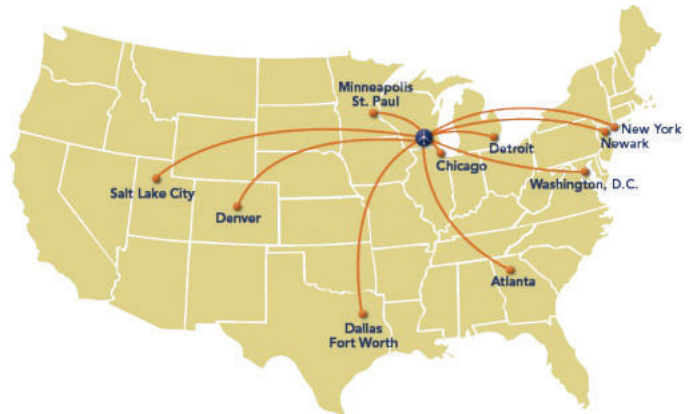 Minneapolis
St. Paul
New York
Newark
Detroit
Chicago
Washington, D.C.
Salt Lake City
Denver
Atlanta
Dallas
Fort Worth